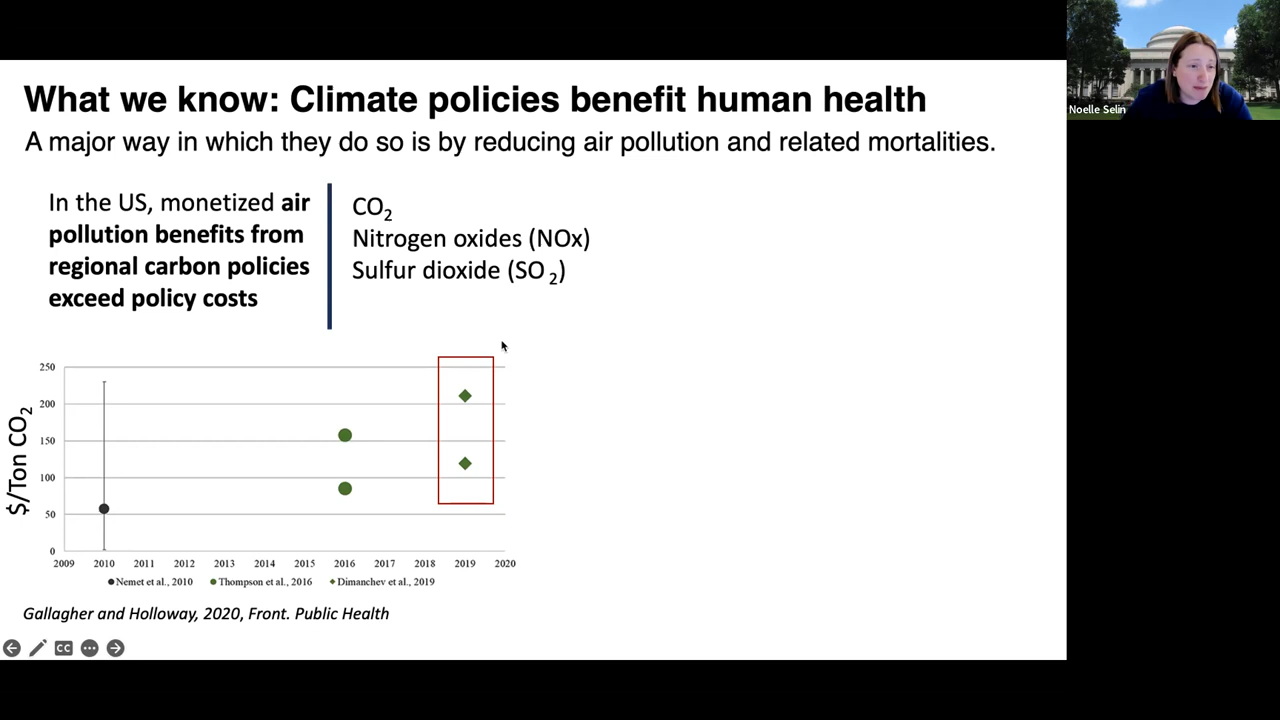 What we know: Climate policies benefit human health
A major way in which they do so is by reducing air pollution and related mortalities.
In the US, monetized air
pollution benefits from
regional carbon policies
exceed policy costs
CO2
Nitrogen oxides (NOx)
Sulfur dioxide (SO2)
$/Ton CO2
250
200
150
100
50
0
2009 2010 2011 2012 2013 2014 2015 2016 2017 2018 2019 2020
Nemet et al., 2010 Thompson et al., 2016 Dimanchev et al., 2019
Gallagher and Holloway, 2020, Front. Public Health
CC
Noelle Selin